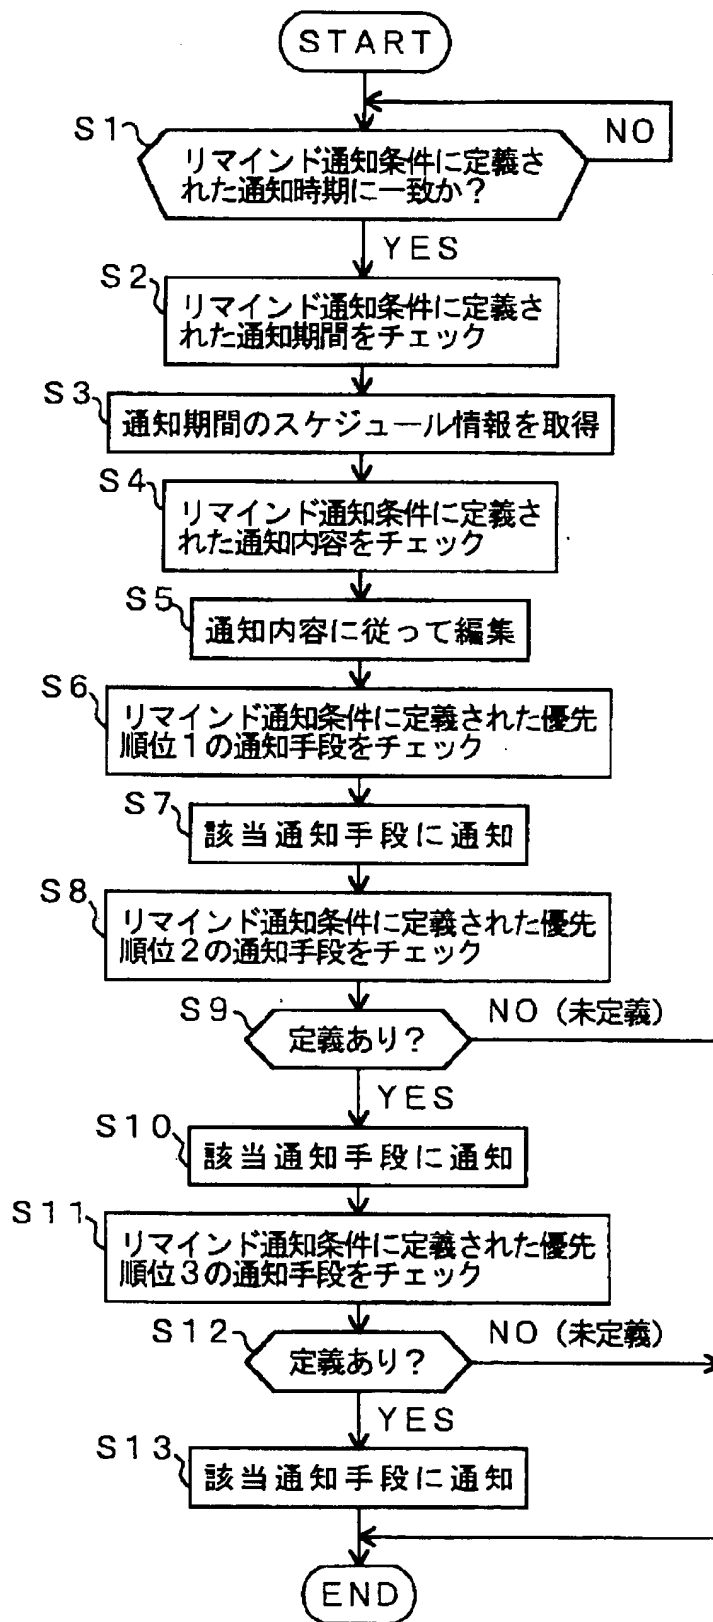 START
S1
NO
リマインド通知条件に定義さ
れた通知時期に一致か？
YES
S2
リマインド通知条件に定義さ
れた通知期間をチェック
S3
通知期間のスケジュール情報を取得
S4
リマインド通知条件に定義さ
れた通知内容をチェック
S5
通知内容に従って編集
S6
リマインド通知条件に定義された優先
順位１の通知手段をチェック
S7
該当通知手段に通知
S8
リマインド通知条件に定義された優先
順位２の通知手段をチェック
S9
NO（未定義）
定義あり？
YES
S10
該当通知手段に通知
S11
リマインド通知条件に定義された優先
順位３の通知手段をチェック
S12
NO（未定義）
定義あり？
YES
S13
該当通知手段に通知
END